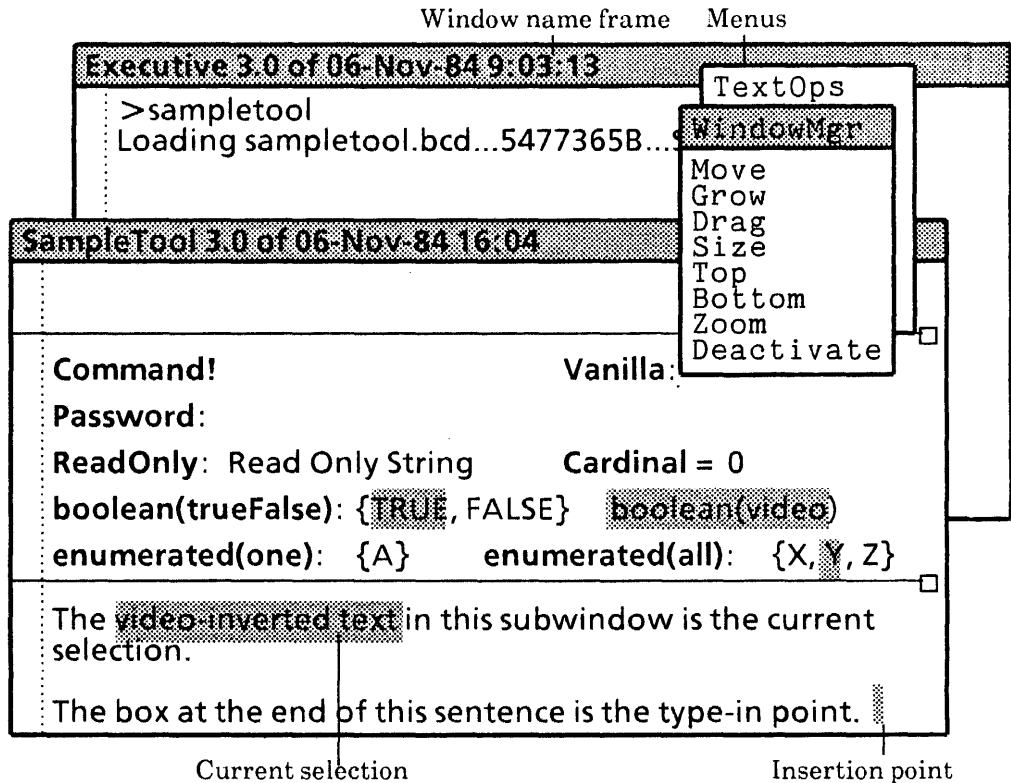 Window name frame Menus
Executive 3.0 of 06-Nov-84 9:03:13
TextOps
>sampletool
WindowMgr
Loading sampletool.bcd...5477365B...
Move
Grow
Drag
Size
Top
Bottom
Zoom
Deactivate
SampleTool 3.0 of 06-Nov-84 16:04
Command! Vanilla:
Password:
ReadOnly: Read Only String Cardinal = 0
boolean(trueFalse): {TRUE, FALSE} boolean(video)
enumerated(one): {A} enumerated(all): {X, Y, Z}
The video-inverted text in this subwindow is the current
selection.
The box at the end of this sentence is the type-in point.
Current selection Insertion point